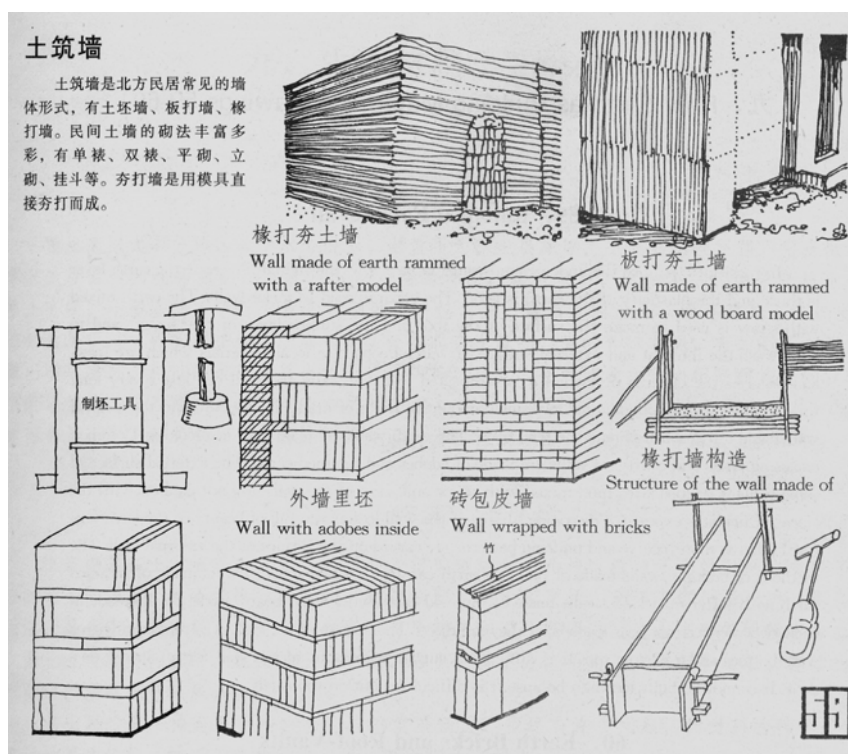 土筑墙
土筑墙是北方民居常见的墙
体形式，有土坯墙、板打墙、椽
打墙。民间土墙的砌法丰富多
彩，有单裱、双裱、平砌、立
砌、挂斗等。夯打墙是用模具直
接夯打而成。
椽打夯土墙
Wall made of earth rammed
with a rafter model
板打夯土墙
Wall made of earth rammed
with a wood board model
制坯工具
外墙里坯
Wall with adobes inside
砖包皮墙
Wall wrapped with bricks
椽打墙构造
Structure of the wall made of
竹
59